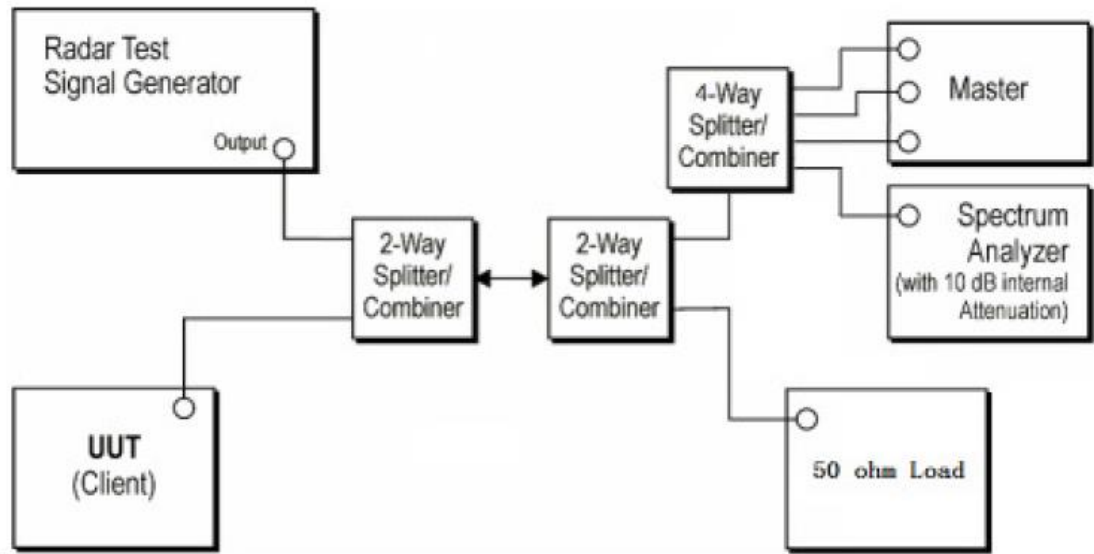 Radar Test
Signal Generator
Output
2-Way
Splitter/
Combiner
2-Way
Splitter/
Combiner
4-Way
Splitter/
Combiner
Master
Spectrum
Analyzer
(with 10 dB internal
Attenuation)
UUT
(Client)
50 ohm Load